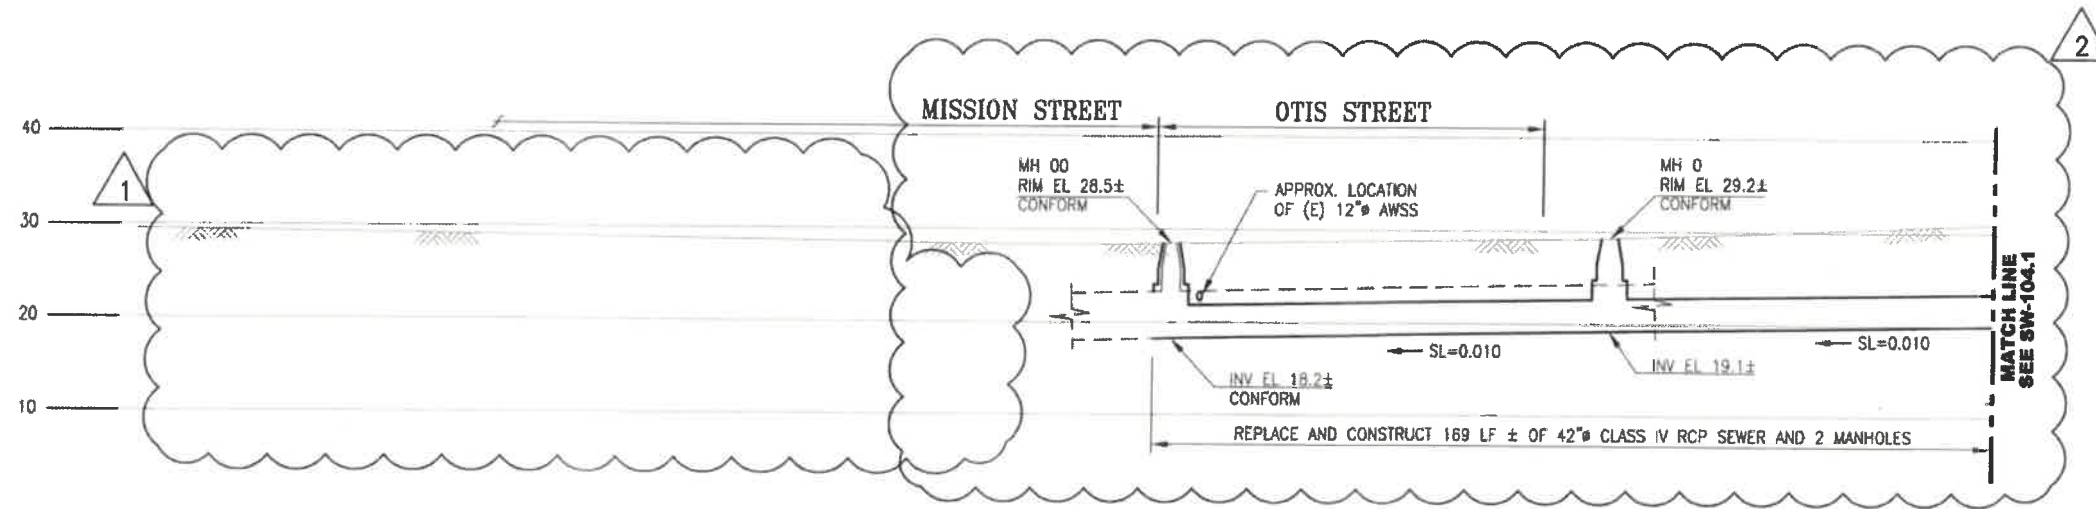 2
MISSION STREET
OTIS STREET
40
1
MH 00
RIM EL 28.5±
CONFORM
APPROX. LOCATION
OF (E) 12"ø AWSS
MH 0
RIM EL 29.2±
CONFORM
30
20
MATCH LINE
SEE SW-104.1
SL=0.010
SL=0.010
INV EL 18.2±
CONFORM
INV EL 19.1±
10
REPLACE AND CONSTRUCT 169 LF ± OF 42"ø CLASS IV RCP SEWER AND 2 MANHOLES